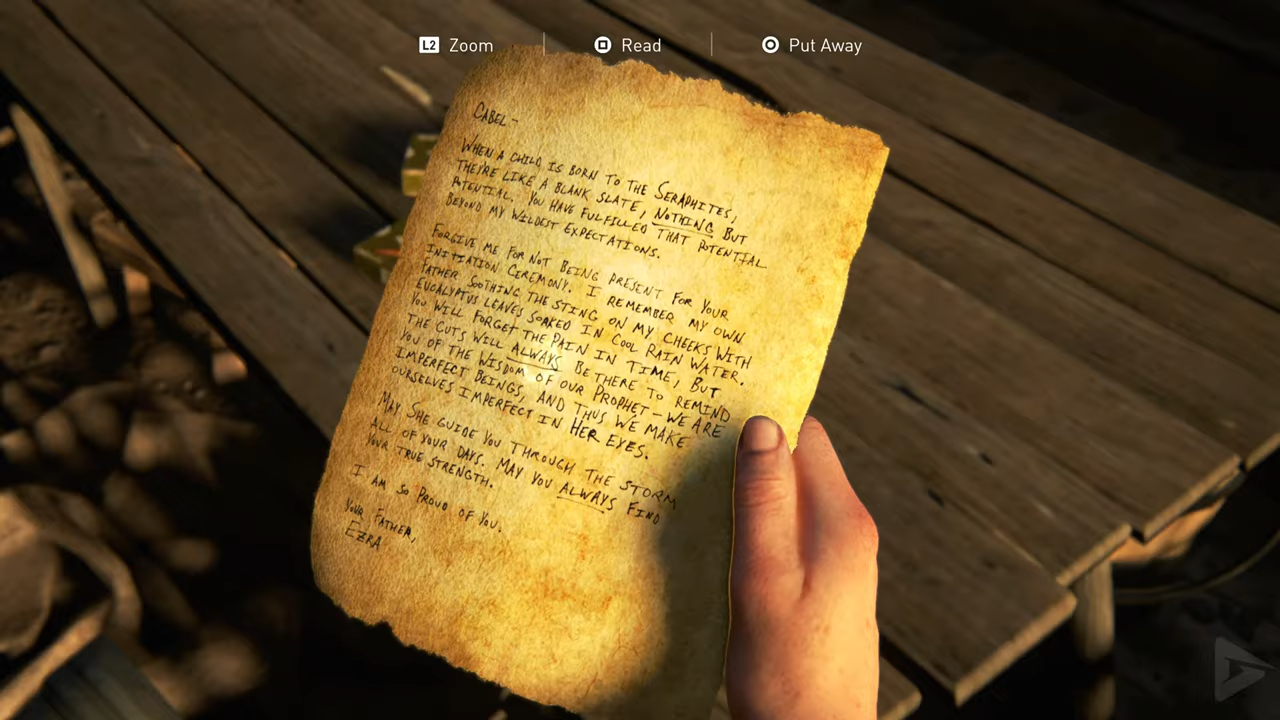 L2 Zoom
Read
Put Away
CABEL-
WHEN A CHILD IS BORN TO THE SERAPHITES,
THEY'RE LIKE A BLANK SLATE, NOTHING BUT
POTENTIAL. YOU HAVE FULFILLED THAT POTENTIAL
BEYOND MY WILDEST EXPECTATIONS.
FORGIVE ME FOR NOT BEING PRESENT FOR YOUR
INITIATION CEREMONY. I REMEMBER MY OWN
FATHER SOOTHING THE STING ON MY CHEEKS WITH
EUCALYPTUS LEAVES SOAKED IN COOL RAIN WATER.
YOU WILL FORGET THE PAIN IN TIME, BUT
THE CUTS WILL ALWAYS BE THERE TO REMIND
YOU OF THE WISDOM OF OUR PROPHET - WE ARE
IMPERFECT BEINGS, AND THUS WE MAKE
OURSELVES IMPERFECT IN HER EYES.
MAY SHE GUIDE YOU THROUGH THE STORM
ALL OF YOUR DAYS. MAY YOU ALWAYS FIND
YOUR TRUE STRENGTH.
I AM SO PROUD OF YOU.
YOUR FATHER,
EZRA